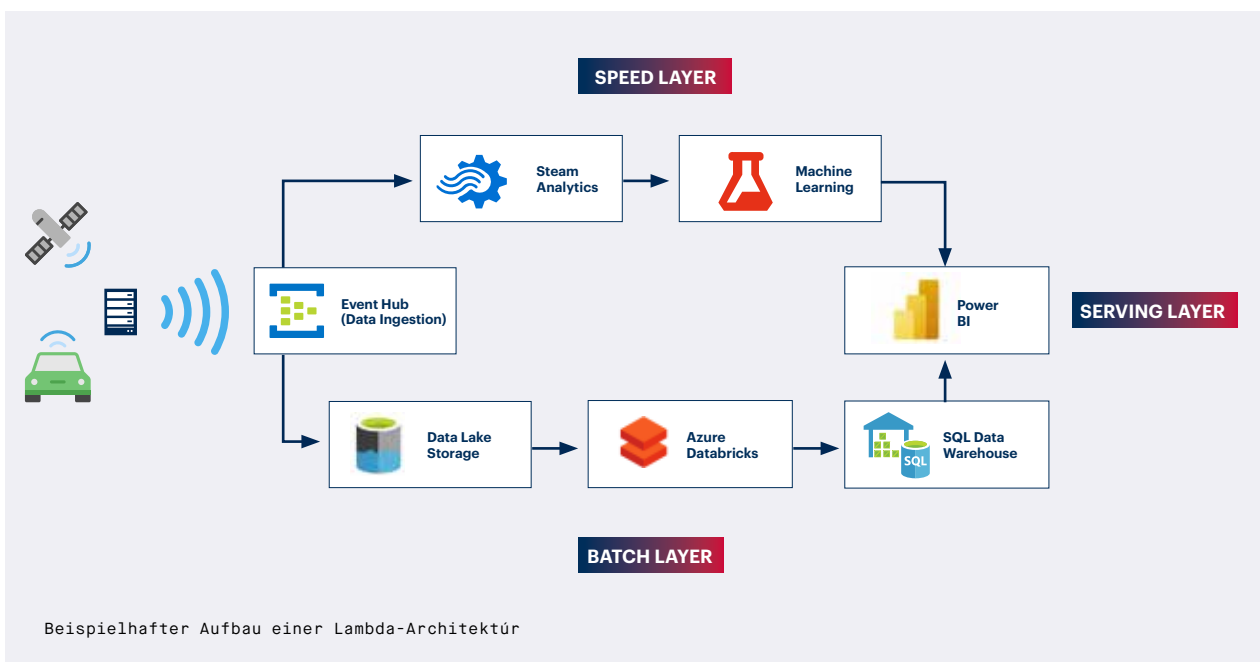 SPEED LAYER
Steam
Analytics
Machine
Learning
Event Hub
(Data Ingestion)
Power
BI
SERVING LAYER
Data Lake
Storage
Azure
Databricks
SQL
SQL Data
Warehouse
BATCH LAYER
Beispielhafter Aufbau einer Lambda-Architektúr